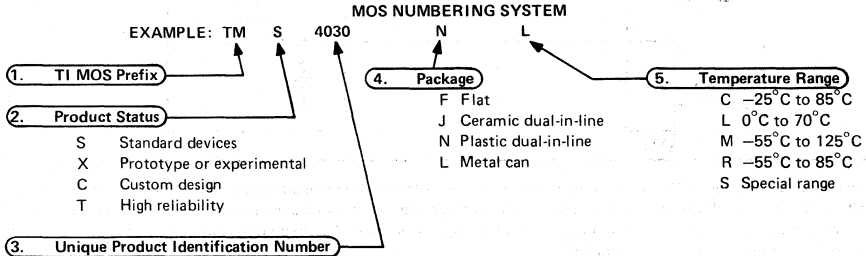 MOS NUMBERING SYSTEM
EXAMPLE: TM S 4030 N L
1. TI MOS Prefix
2. Product Status
S Standard devices
X Prototype or experimental
C Custom design
T High reliability
3. Unique Product Identification Number
4. Package
F Flat
J Ceramic dual-in-line
N Plastic dual-in-line
L Metal can
5. Temperature Range
C −25°C to 85°C
L 0°C to 70°C
M −55°C to 125°C
R −55°C to 85°C
S Special range